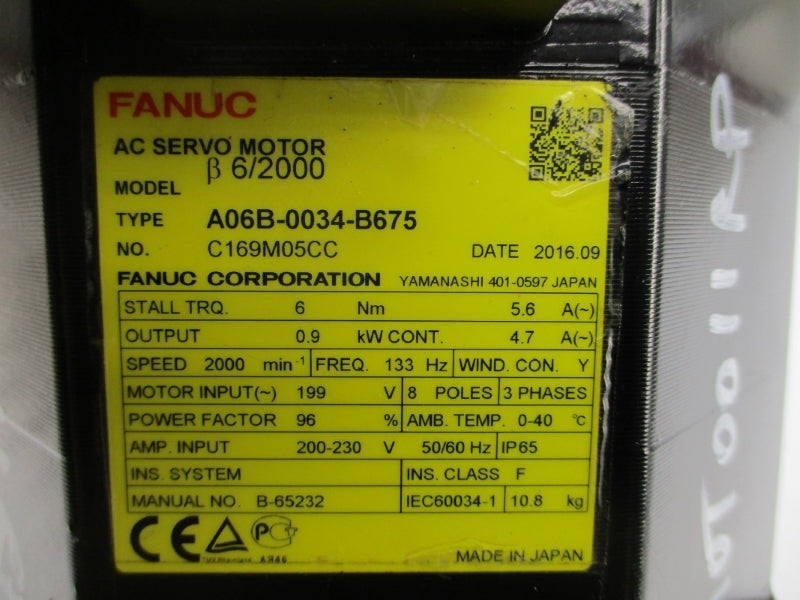 FANUC
AC SERVO MOTOR
MODEL β 6/2000
TYPE A06B-0034-B675
NO. C169M05CC DATE 2016.09
FANUC CORPORATION YAMANASHI 401-0597 JAPAN
STALL TRQ. 6 Nm 5.6 A(~)
OUTPUT 0.9 kW CONT. 4.7 A(~)
SPEED 2000 min⁻¹ FREQ. 133 Hz WIND. CON. Y
MOTOR INPUT(~) 199 V 8 POLES 3 PHASES
POWER FACTOR 96 % AMB. TEMP. 0-40 °C
AMP. INPUT 200-230 V 50/60 Hz IP65
INS. SYSTEM INS. CLASS F
MANUAL NO. B-65232 IEC60034-1 10.8 kg
CE
TÜV Rheinland АЯ46
MADE IN JAPAN